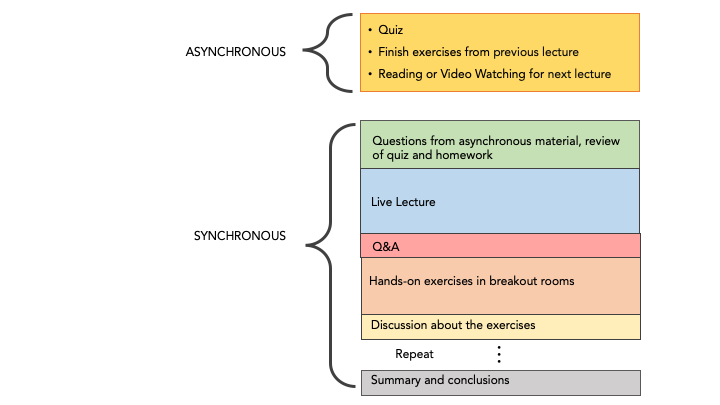 ASYNCHRONOUS
• Quiz
• Finish exercises from previous lecture
• Reading or Video Watching for next lecture
SYNCHRONOUS
Questions from asynchronous material, review
of quiz and homework
Live Lecture
Q&A
Hands-on exercises in breakout rooms
Discussion about the exercises
Repeat
Summary and conclusions